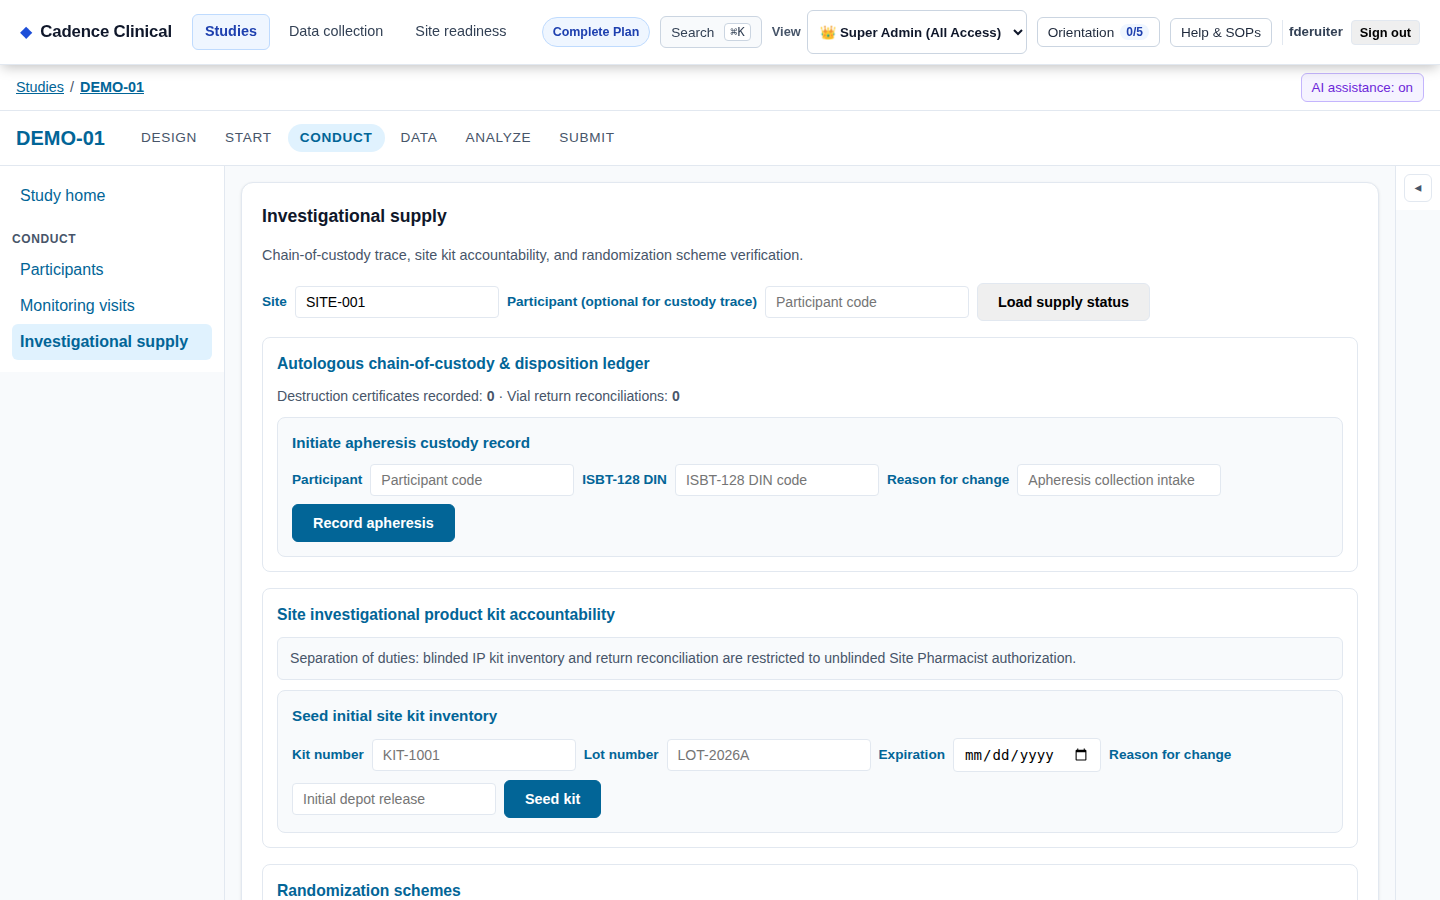 ◆ Cadence Clinical Studies Data collection Site readiness Complete Plan Search ⌘K View 👑 Super Admin (All Access) Orientation 0/5 Help & SOPs fderuiter Sign out
Studies / DEMO-01 AI assistance: on
DEMO-01 DESIGN START CONDUCT DATA ANALYZE SUBMIT
Study home
CONDUCT
Participants
Monitoring visits
Investigational supply
Investigational supply
Chain-of-custody trace, site kit accountability, and randomization scheme verification.
Site SITE-001 Participant (optional for custody trace) Participant code Load supply status
Autologous chain-of-custody & disposition ledger
Destruction certificates recorded: 0 · Vial return reconciliations: 0
Initiate apheresis custody record
Participant Participant code ISBT-128 DIN ISBT-128 DIN code Reason for change Apheresis collection intake
Record apheresis
Site investigational product kit accountability
Separation of duties: blinded IP kit inventory and return reconciliation are restricted to unblinded Site Pharmacist authorization.
Seed initial site kit inventory
Kit number KIT-1001 Lot number LOT-2026A Expiration mm/dd/yyyy Reason for change
Initial depot release Seed kit
Randomization schemes